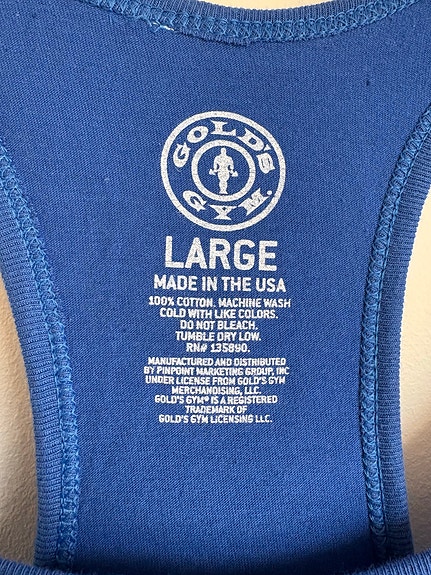 GOLD'S
GYM.
LARGE
MADE IN THE USA
100% COTTON. MACHINE WASH
COLD WITH LIKE COLORS.
DO NOT BLEACH.
TUMBLE DRY LOW.
RN# 135890.
MANUFACTURED AND DISTRIBUTED
BY PINPOINT MARKETING GROUP, INC
UNDER LICENSE FROM GOLD'S GYM
MERCHANDISING, LLC.
GOLD'S GYM® IS A REGISTERED
TRADEMARK OF
GOLD'S GYM LICENSING LLC.